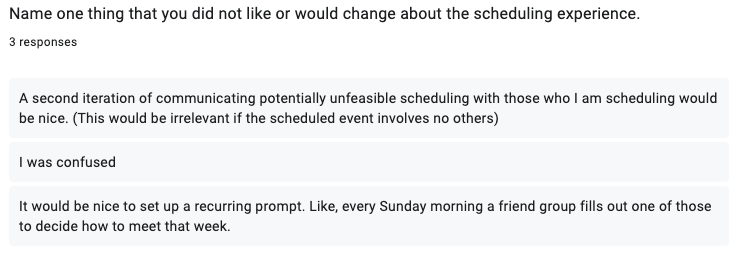 Name one thing that you did not like or would change about the scheduling experience.
3 responses
A second iteration of communicating potentially unfeasible scheduling with those who I am scheduling would
be nice. (This would be irrelevant if the scheduled event involves no others)
I was confused
It would be nice to set up a recurring prompt. Like, every Sunday morning a friend group fills out one of those
to decide how to meet that week.